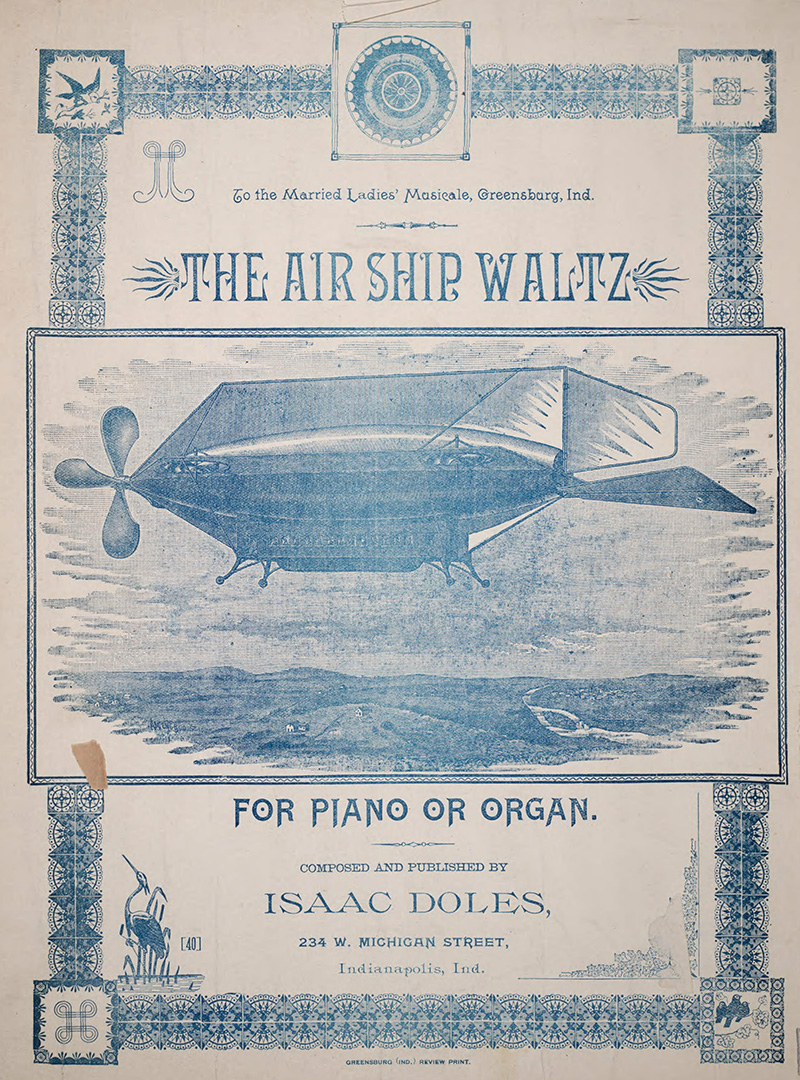 To the Married Ladies' Musicale, Greensburg, Ind.
THE AIR SHIP WALTZ
FOR PIANO OR ORGAN.
COMPOSED AND PUBLISHED BY
ISAAC DOLES,
234 W. MICHIGAN STREET,
[40]
Indianapolis, Ind.
GREENSBURG (IND.) REVIEW PRINT.